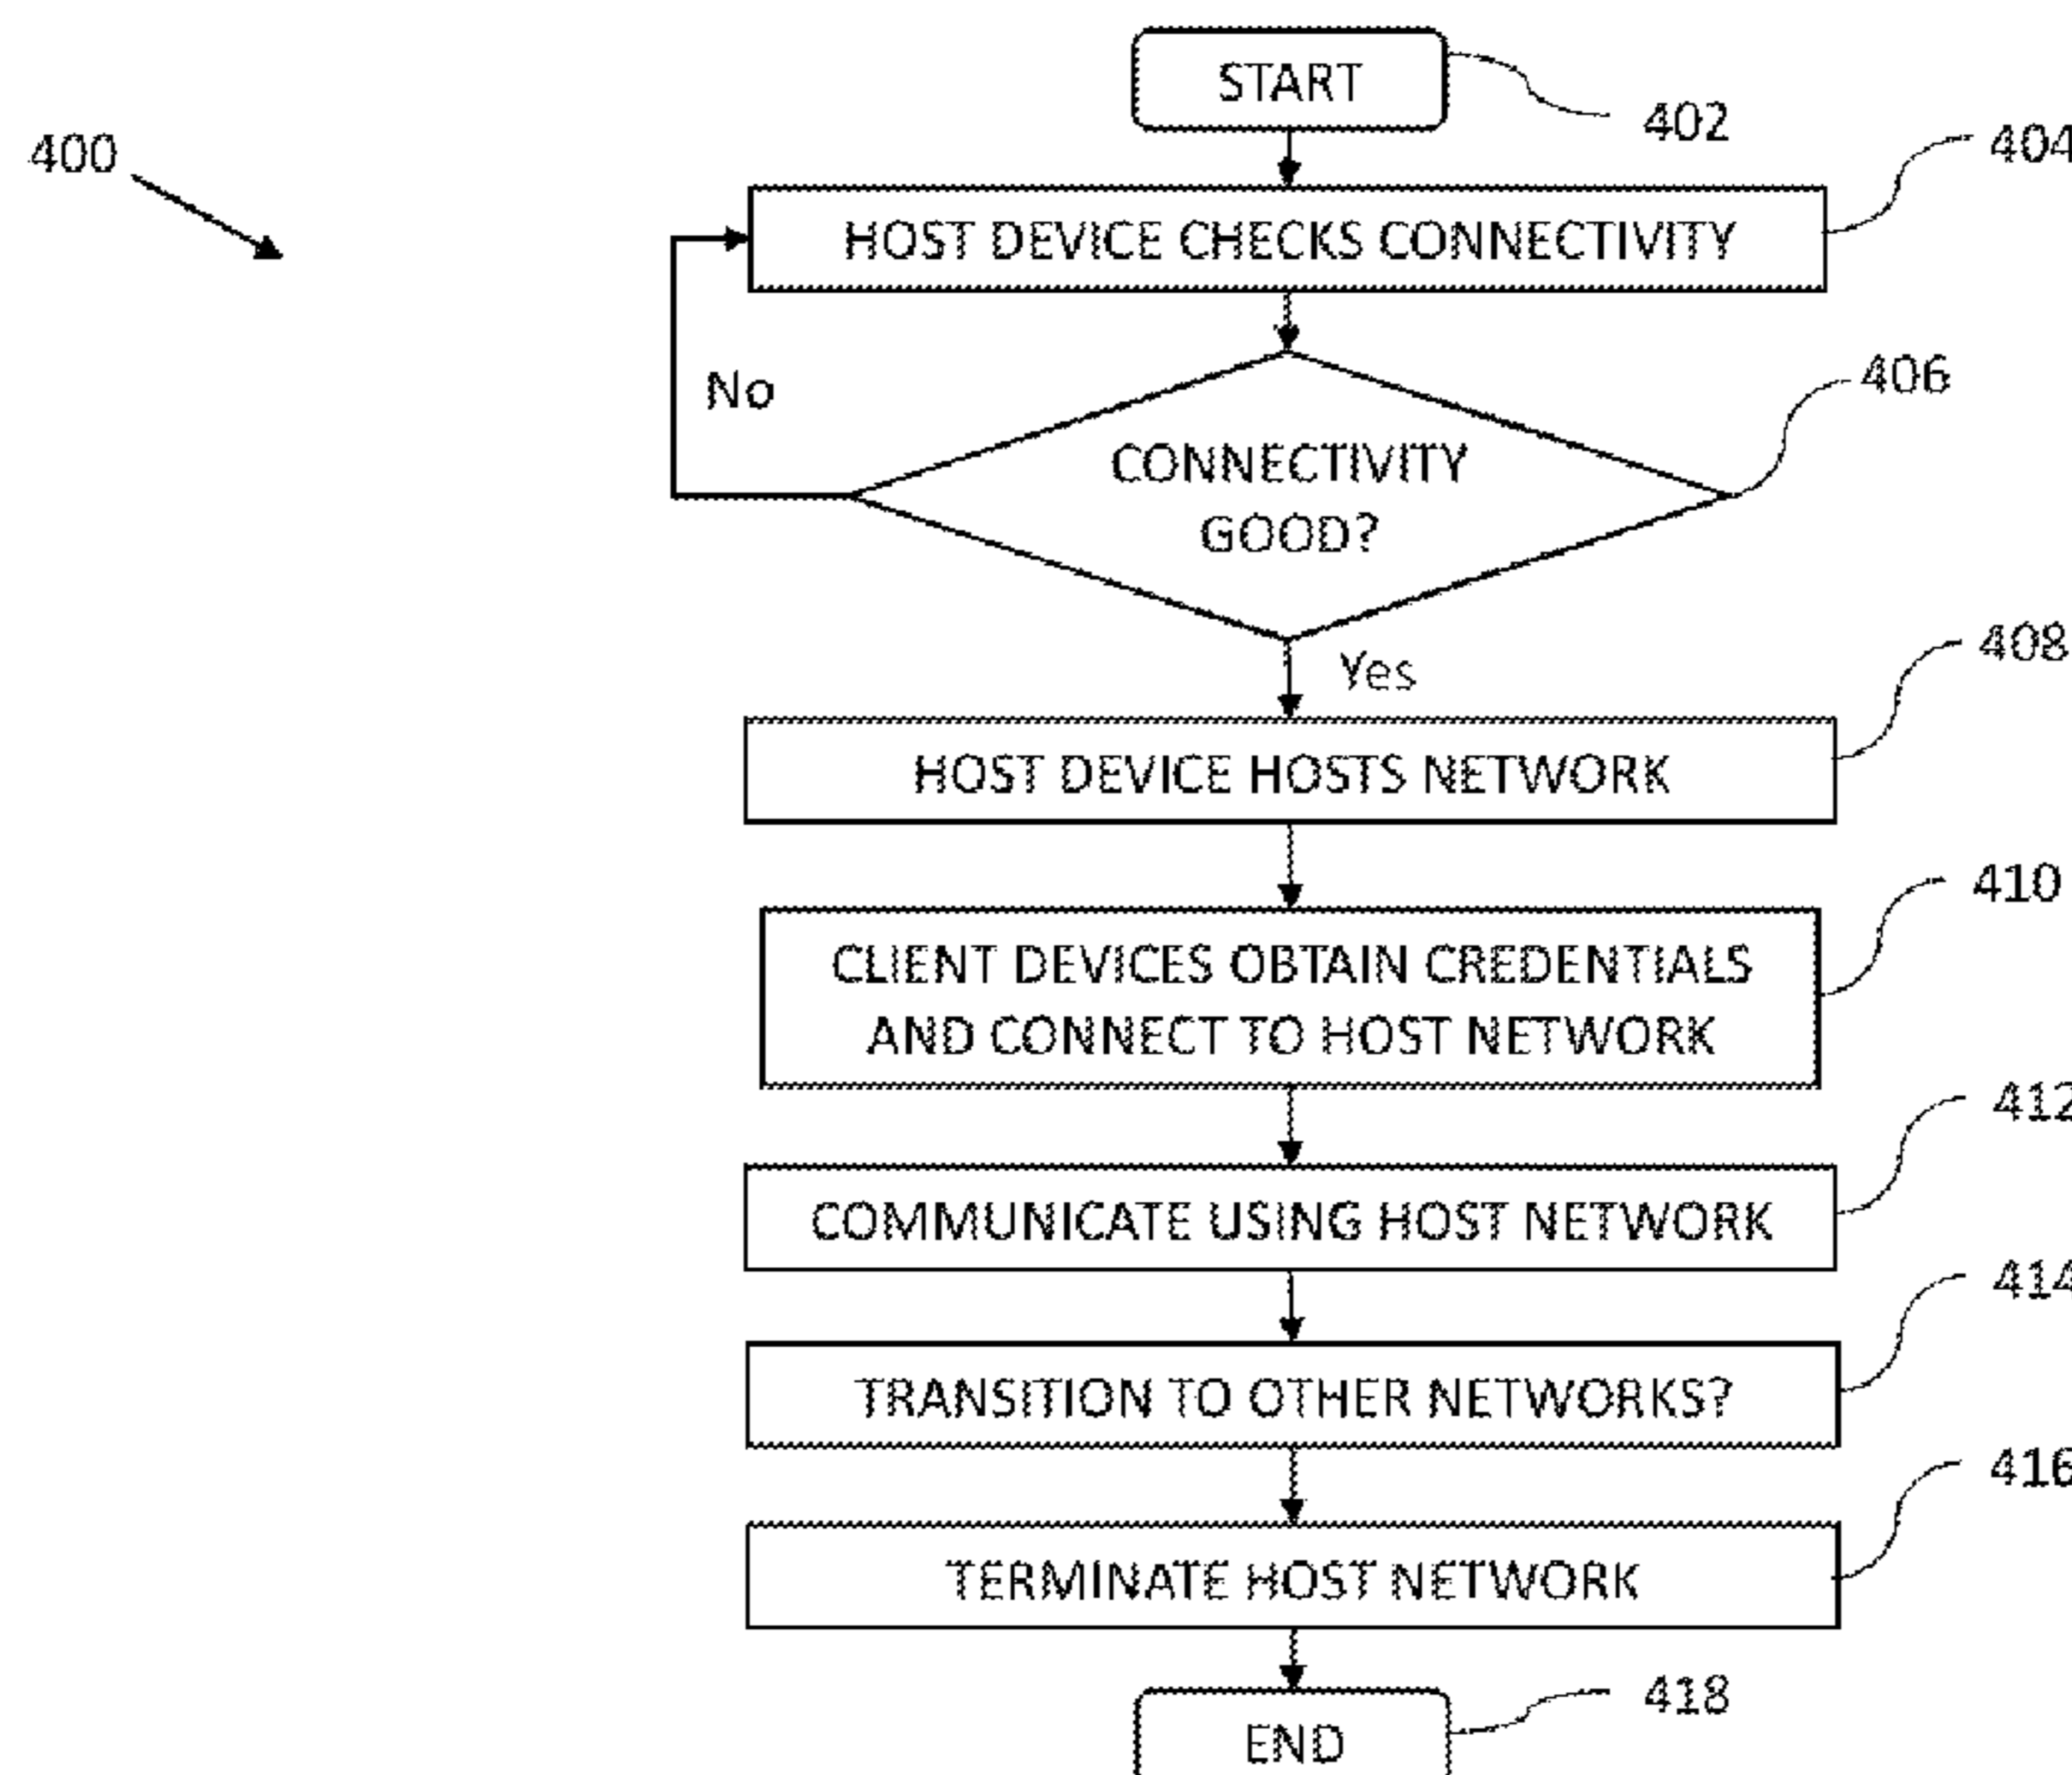 START
402
400
404
HOST DEVICE CHECKS CONNECTIVITY
No
406
CONNECTIVITY
GOOD?
Yes
408
HOST DEVICE HOSTS NETWORK
410
CLIENT DEVICES OBTAIN CREDENTIALS
AND CONNECT TO HOST NETWORK
412
COMMUNICATE USING HOST NETWORK
414
TRANSITION TO OTHER NETWORKS?
416
TERMINATE HOST NETWORK
418
END